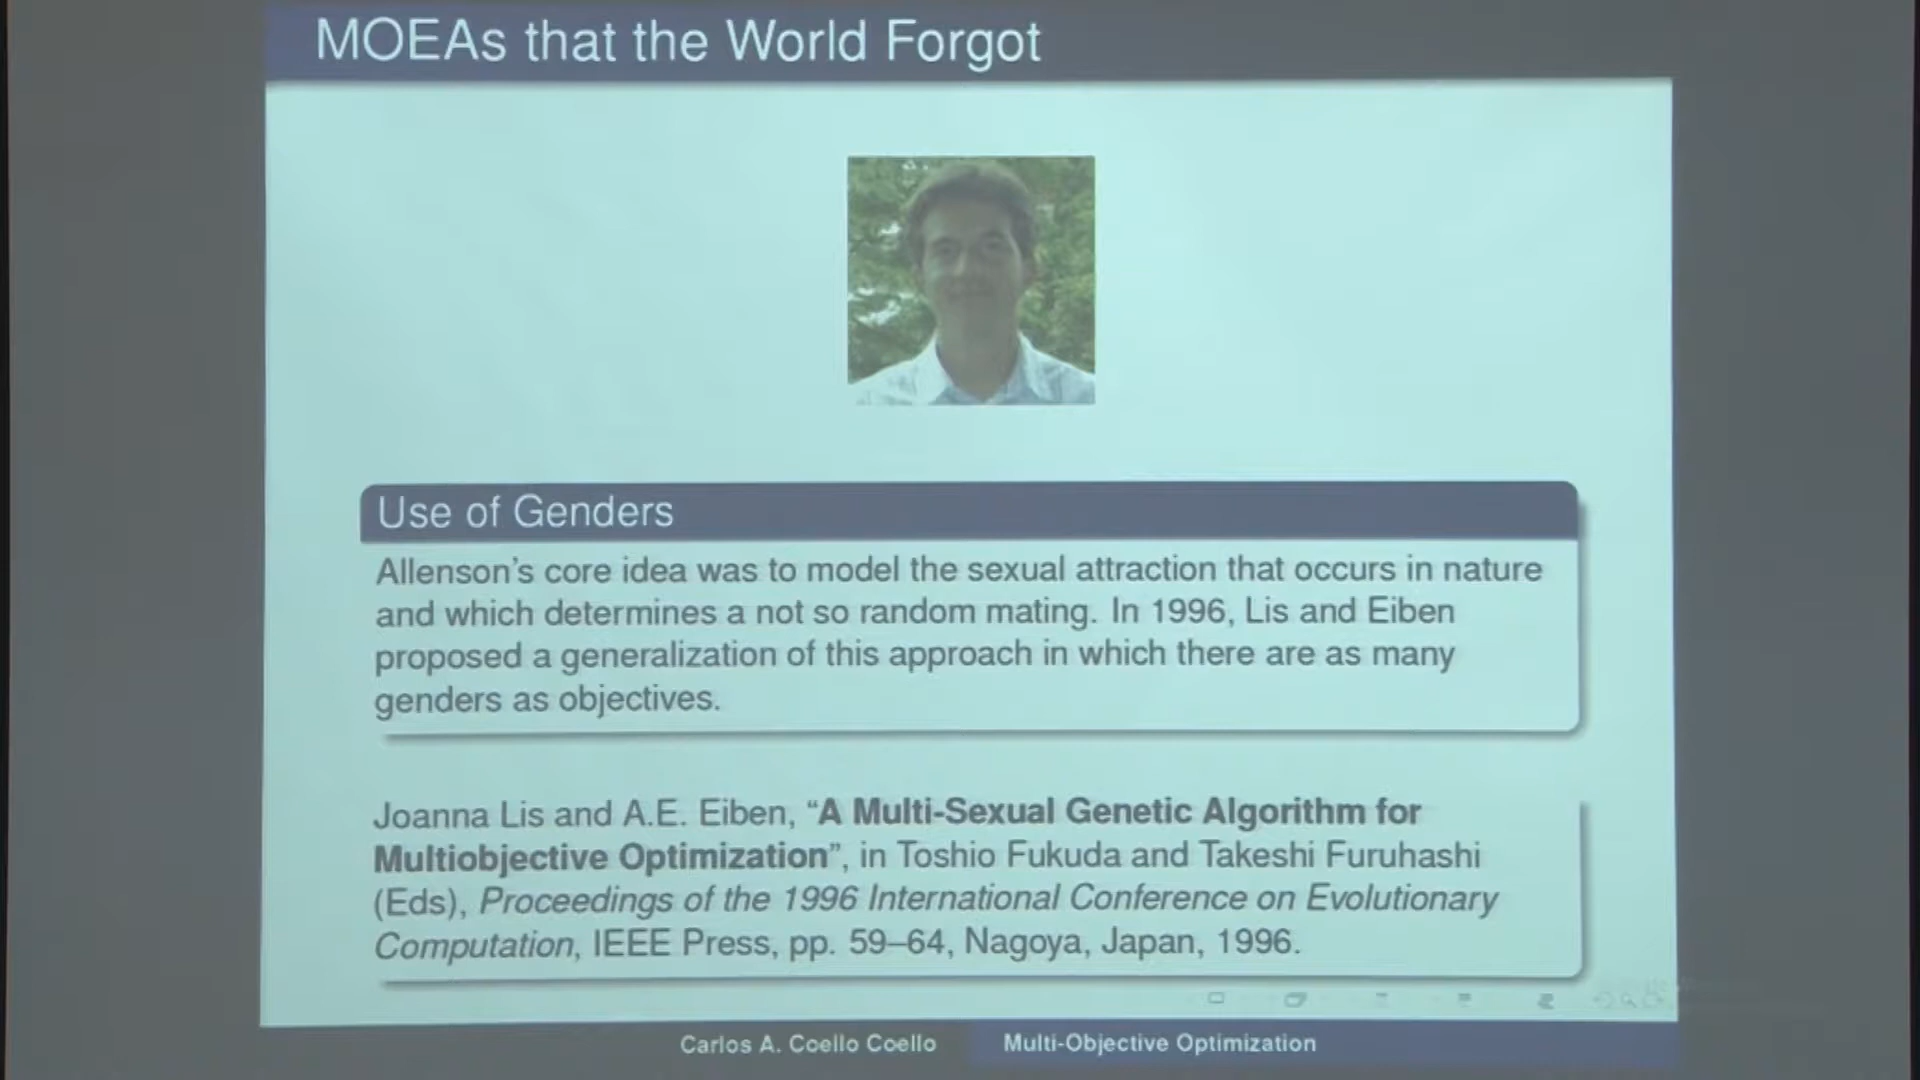 MOEAs that the World Forgot
Use of Genders
Allenson's core idea was to model the sexual attraction that occurs in nature
and which determines a not so random mating. In 1996, Lis and Eiben
proposed a generalization of this approach in which there are as many
genders as objectives.
Joanna Lis and A.E. Eiben, “A Multi-Sexual Genetic Algorithm for
Multiobjective Optimization”, in Toshio Fukuda and Takeshi Furuhashi
(Eds), Proceedings of the 1996 International Conference on Evolutionary
Computation, IEEE Press, pp. 59–64, Nagoya, Japan, 1996.
Carlos A. Coello Coello
Multi-Objective Optimization